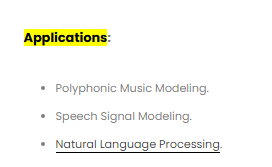 Applications:
Polyphonic Music Modeling.
Speech Signal Modeling.
Natural Language Processing.